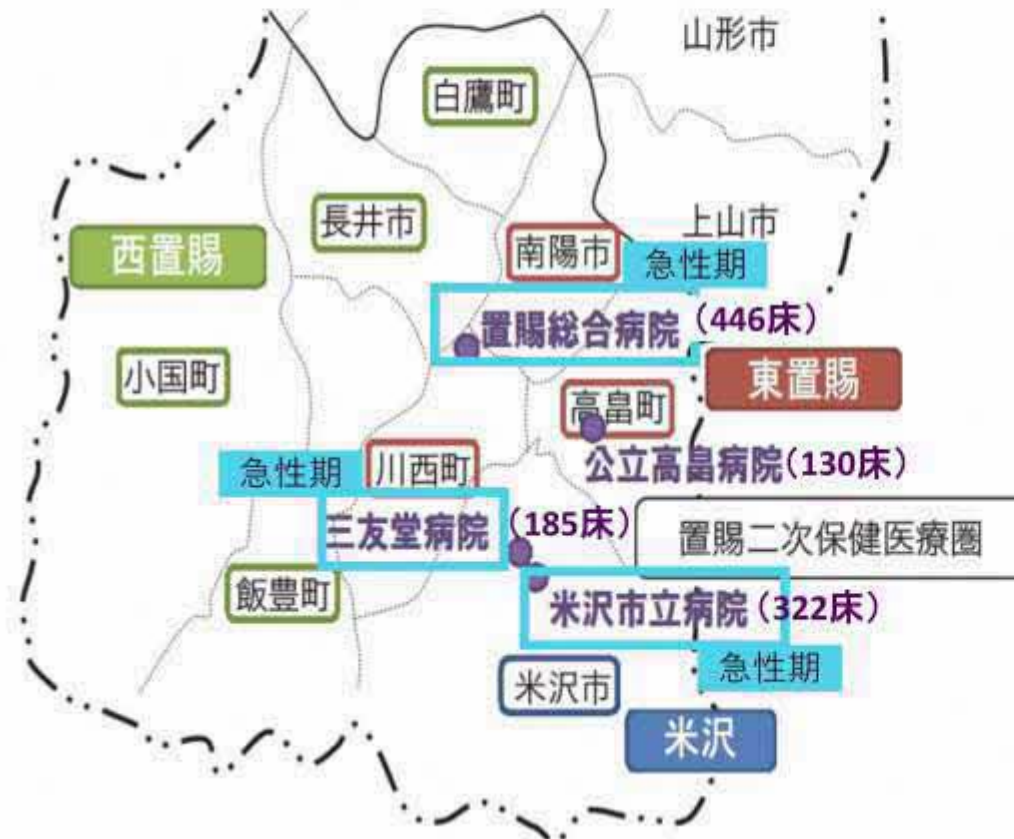 山形市
白鷹町
長井市
上山市
南陽市
急性期
西置賜
置賜総合病院 (446床)
小国町
東置賜
高畠町
公立高畠病院(130床)
急性期
川西町
三友堂病院 (185床)
置賜二次保健医療圏
飯豊町
米沢市立病院 (322床)
急性期
米沢市
米沢